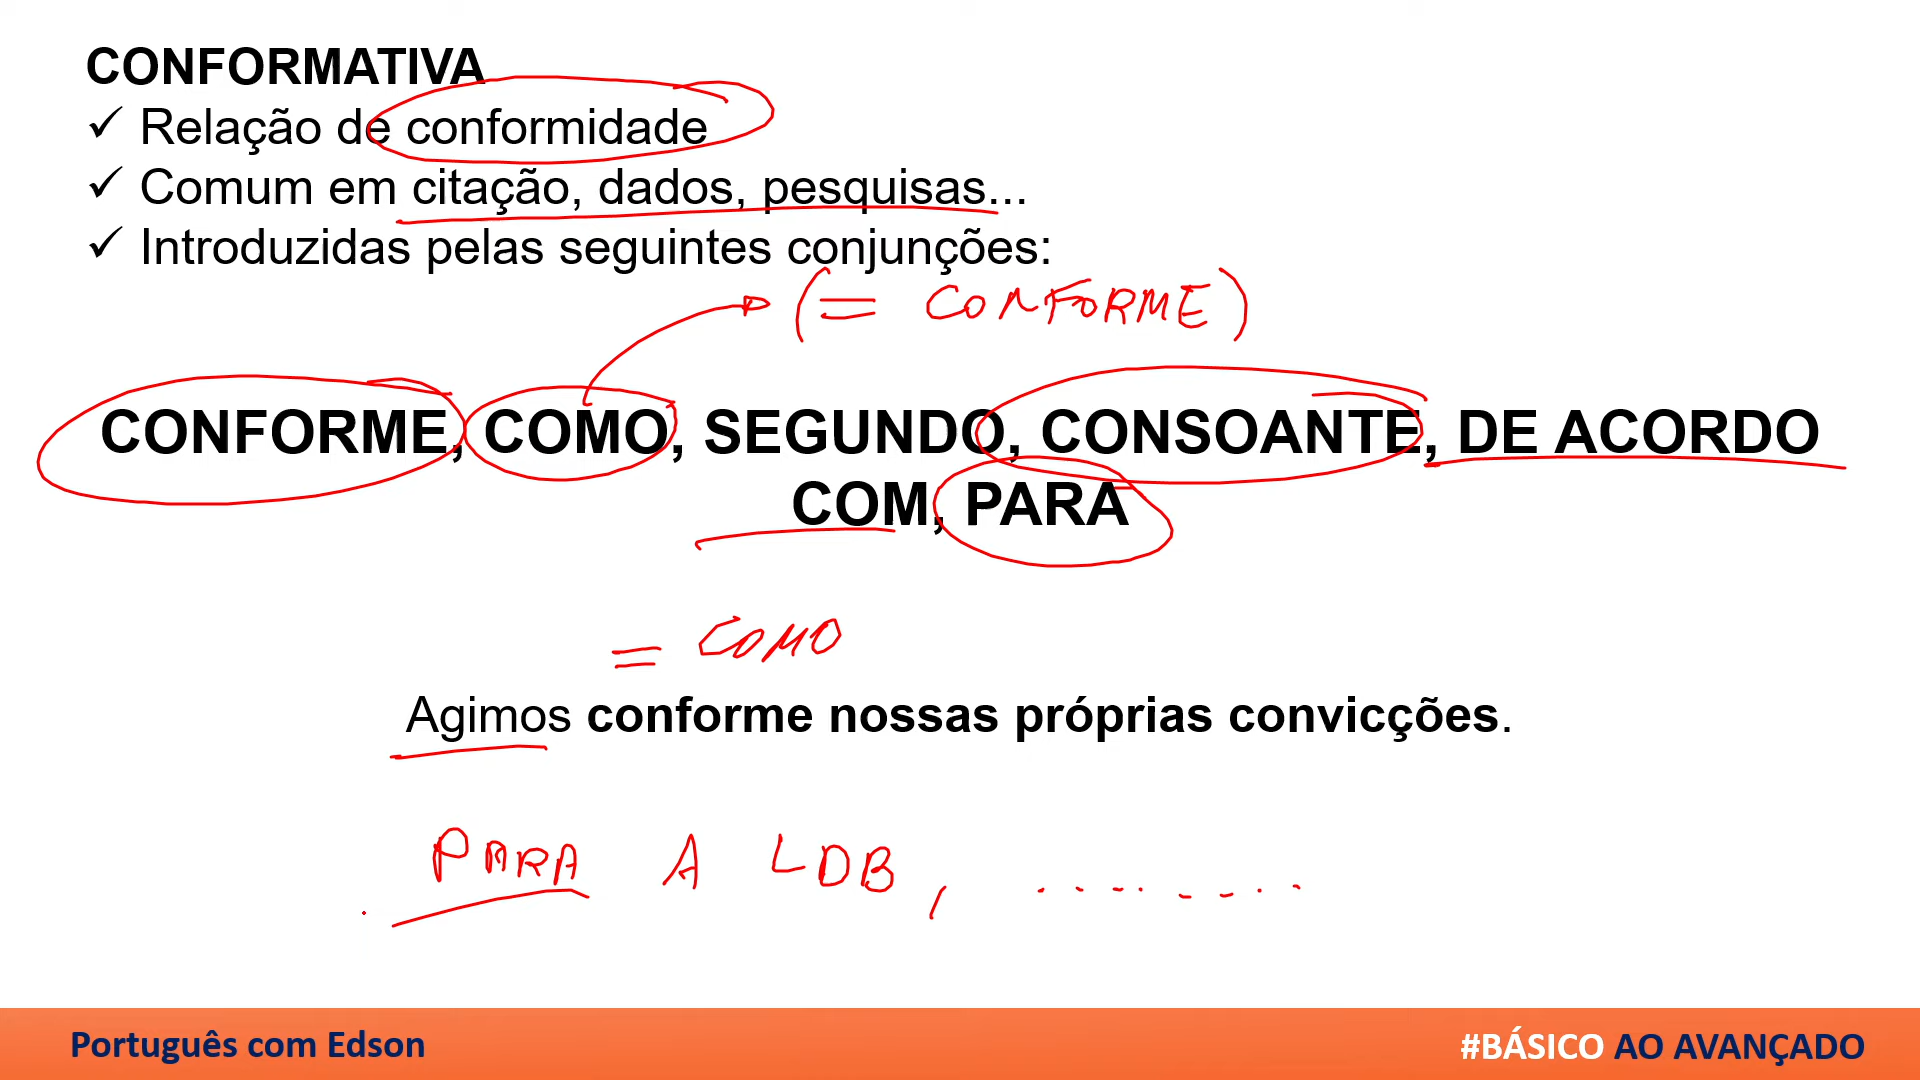 CONFORMATIVA
✓ Relação de conformidade
✓ Comum em citação, dados, pesquisas...
✓ Introduzidas pelas seguintes conjunções:
(= CONFORME)
CONFORME, COMO, SEGUNDO, CONSOANTE, DE ACORDO
COM, PARA
= COMO
Agimos conforme nossas próprias convicções.
PARA A LDB, ........
Português com Edson
#BÁSICO AO AVANÇADO